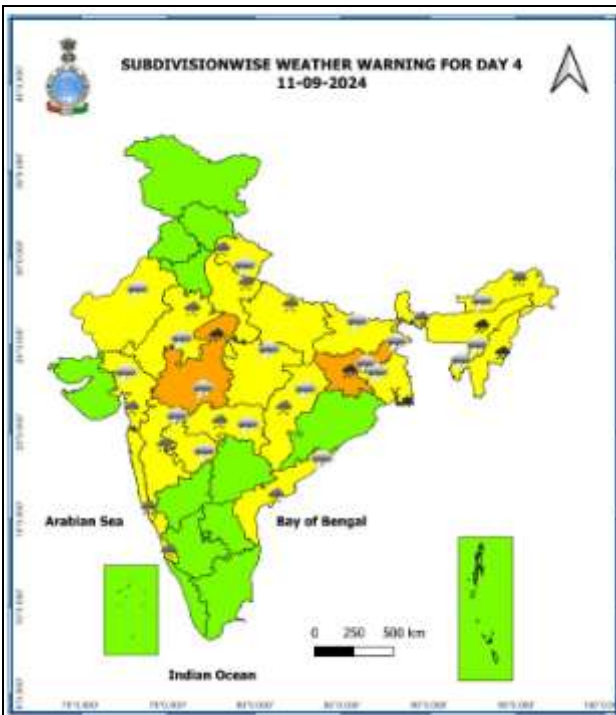 SUBDIVISIONWISE WEATHER WARNING FOR DAY 4
11-09-2024
Arabian Sea
Bay of Bengal
0 250 500 km
Indian Ocean